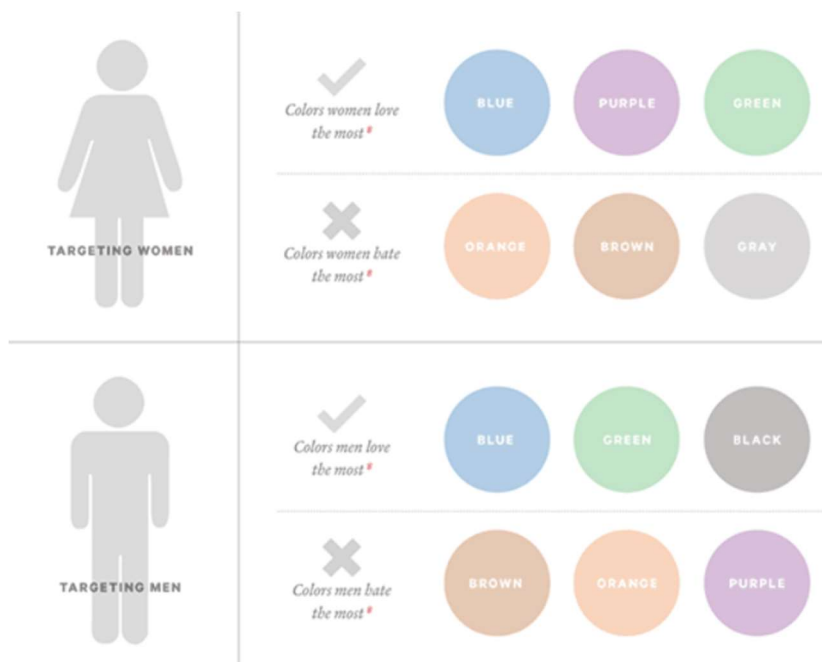 Colors women love
the most #
BLUE PURPLE GREEN
TARGETING WOMEN
Colors women hate
the most #
ORANGE BROWN GRAY
Colors men love
the most #
BLUE GREEN BLACK
TARGETING MEN
Colors men hate
the most #
BROWN ORANGE PURPLE